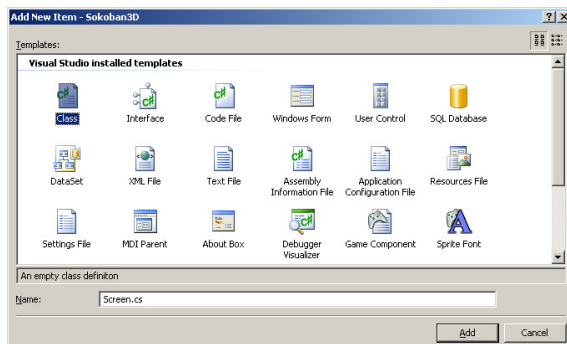 Add New Item - Sokoban3D
Templates:
Visual Studio installed templates
Class Interface Code File Windows Form User Control SQL Database
DataSet XML File Text File Assembly Information File Application Configuration File Resources File
Settings File MDI Parent About Box Debugger Visualizer Game Component Sprite Font
An empty class definiton
Name: Screen.cs
Add Cancel